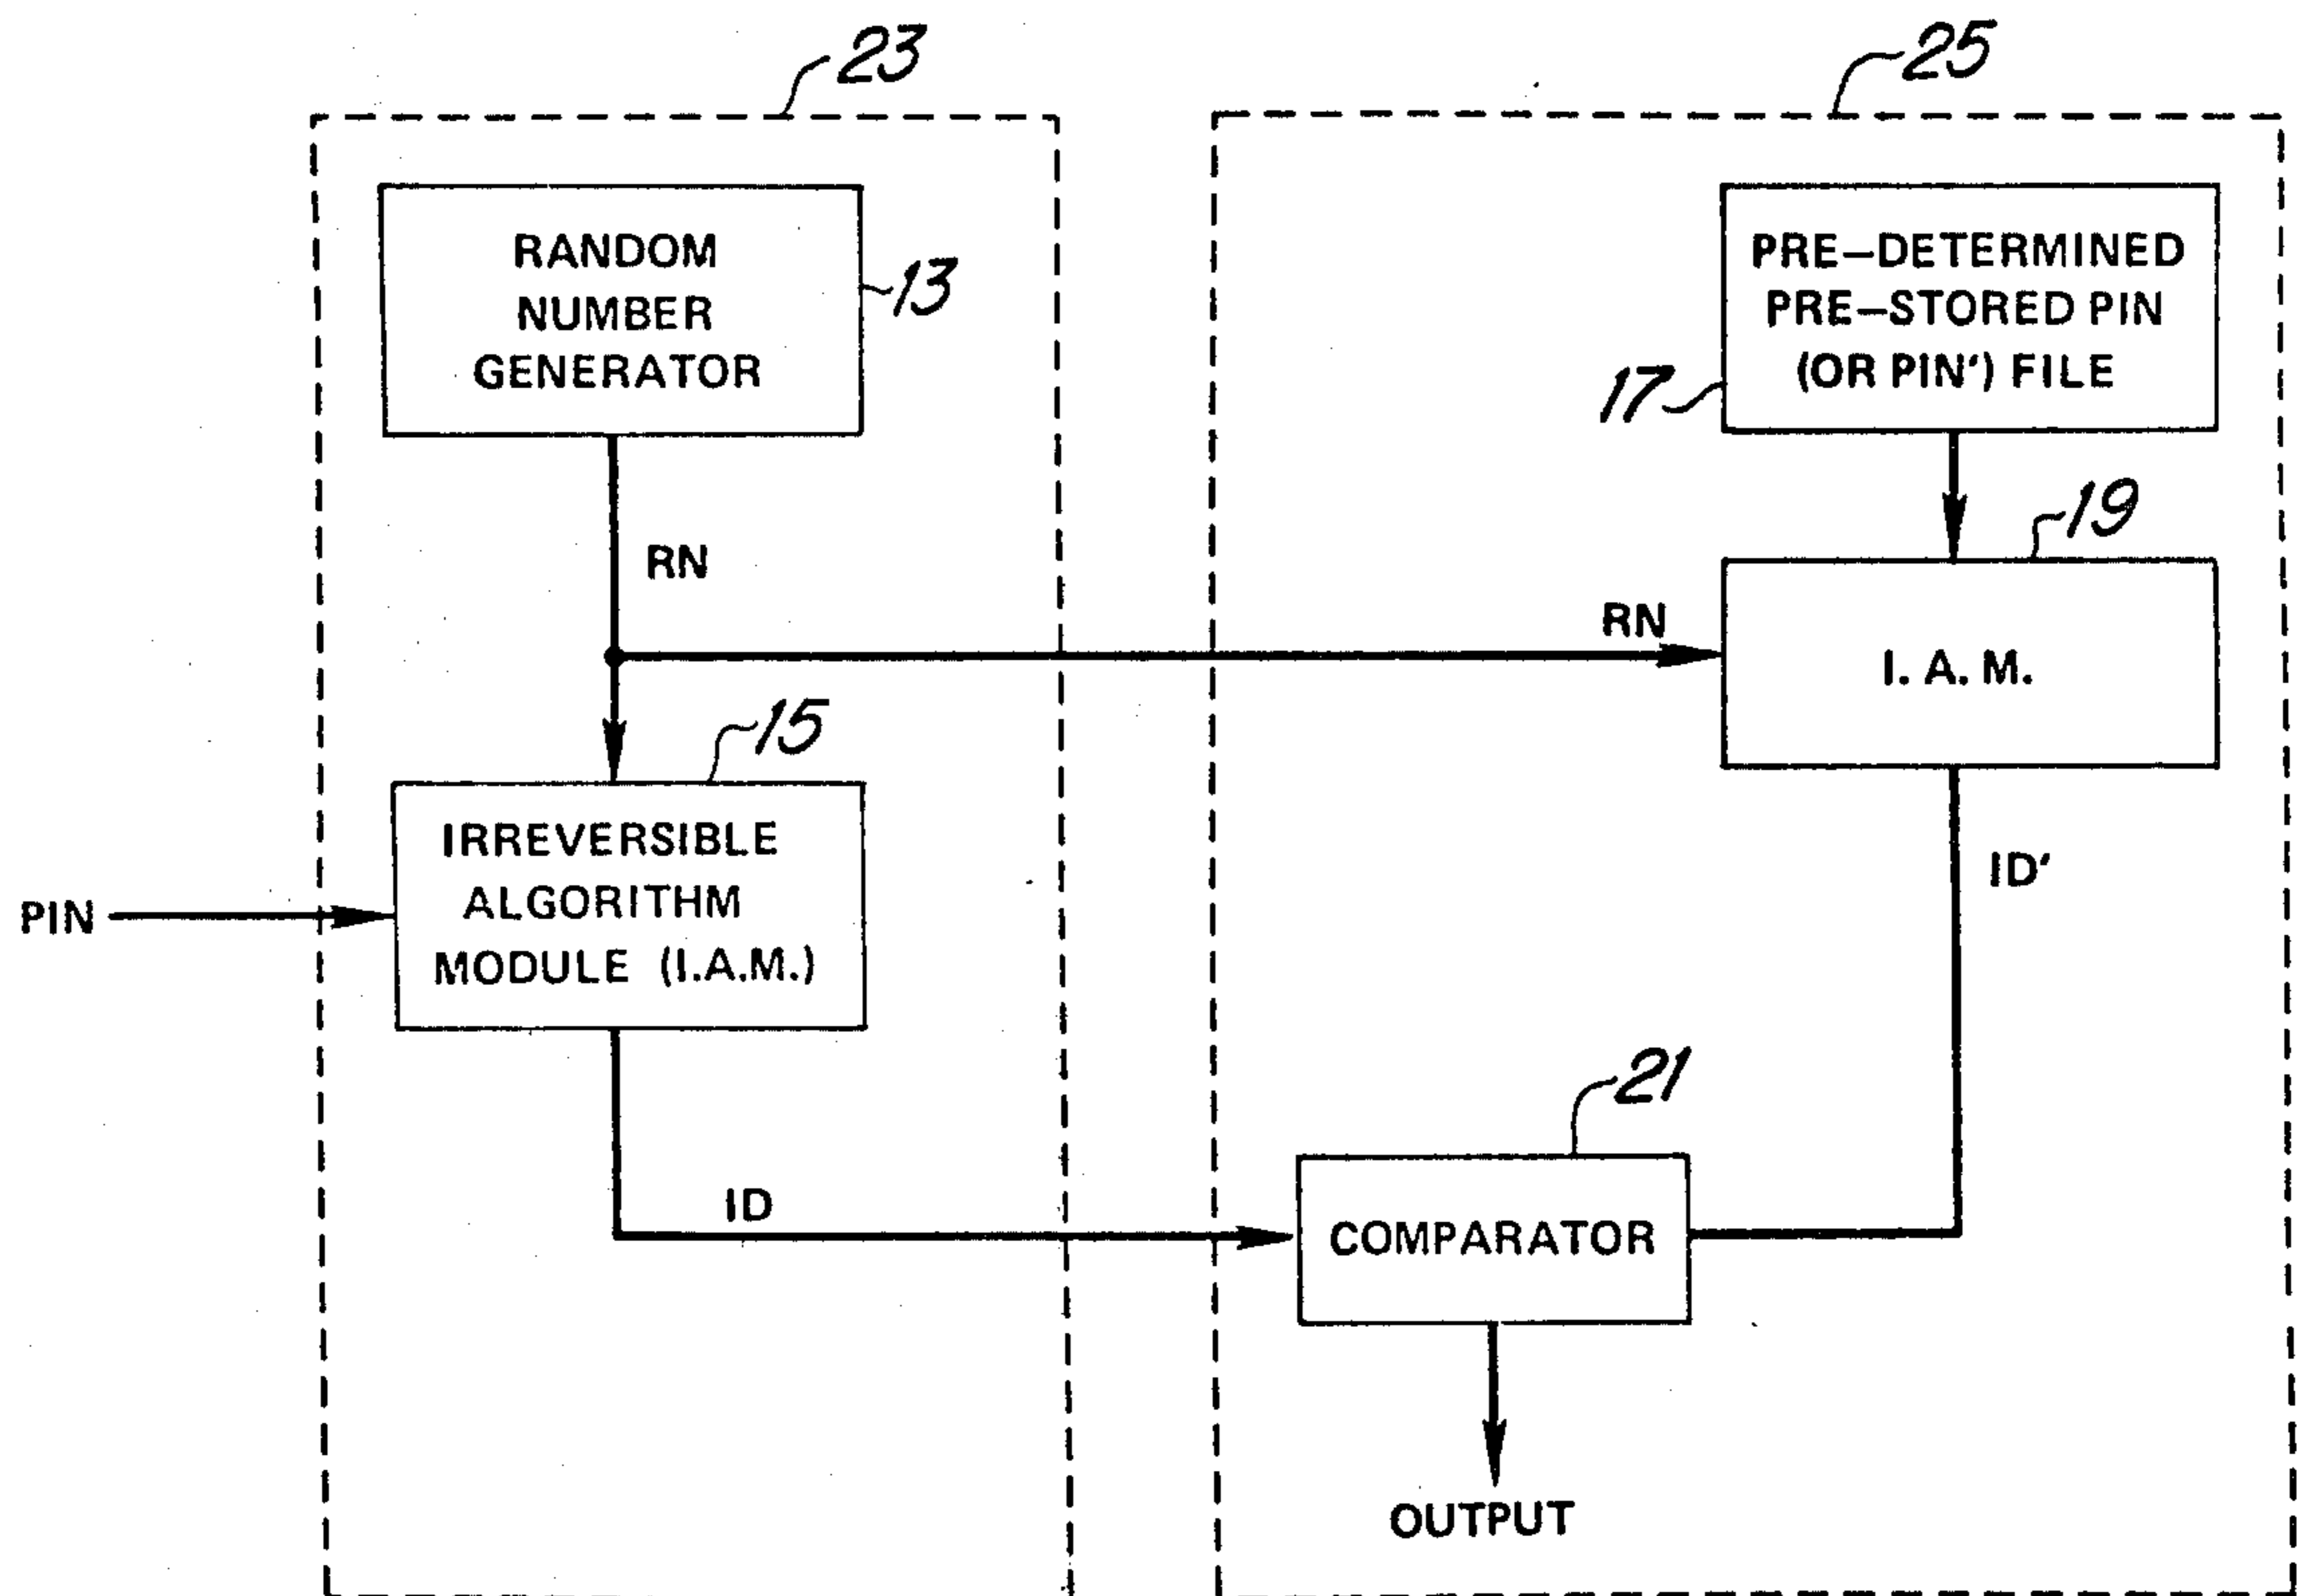 23
25
RANDOM
NUMBER
GENERATOR
13
PRE-DETERMINED
PRE-STORED PIN
(OR PIN') FILE
17
RN
19
RN
I. A. M.
15
IRREVERSIBLE
ALGORITHM
MODULE (I.A.M.)
PIN
ID'
21
ID
COMPARATOR
OUTPUT